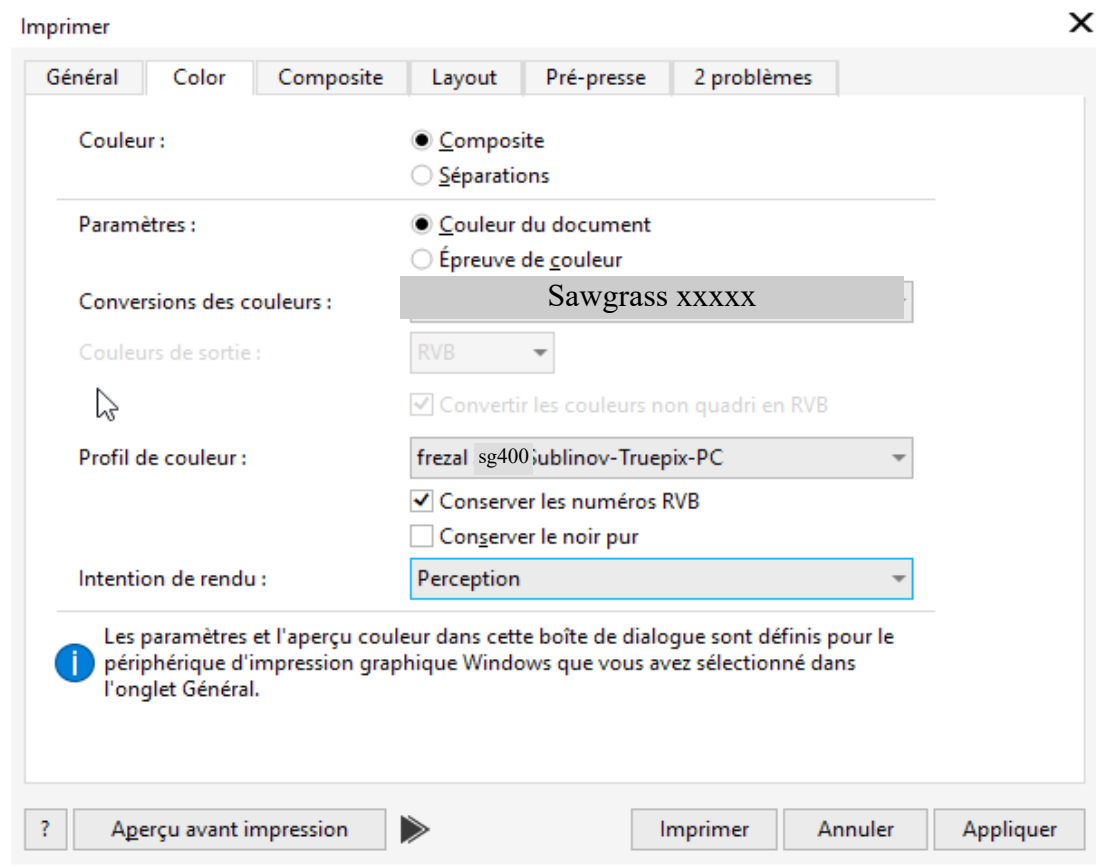 Imprimer
Général Color Composite Layout Pré-presse 2 problèmes
Couleur : Composite
Séparations
Paramètres : Couleur du document
Épreuve de couleur
Conversions des couleurs : Sawgrass xxxxx
Couleurs de sortie : RVB
Convertir les couleurs non quadri en RVB
Profil de couleur : frezal sg400 Sublinov-Truepix-PC
Conserver les numéros RVB
Conserver le noir pur
Intention de rendu : Perception
Les paramètres et l'aperçu couleur dans cette boîte de dialogue sont définis pour le
périphérique d'impression graphique Windows que vous avez sélectionné dans
l'onglet Général.
? Aperçu avant impression Imprimer Annuler Appliquer